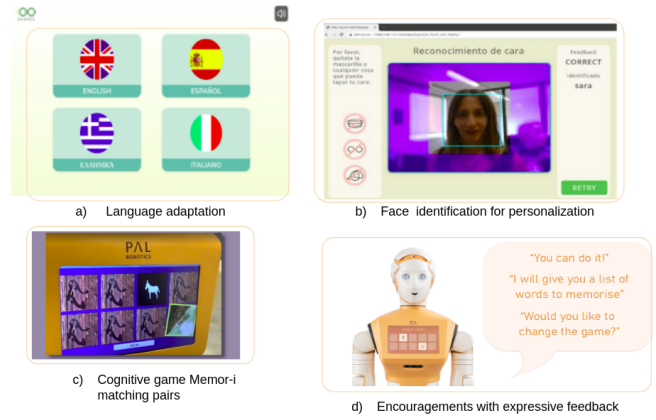 SHAPES
ENGLISH
ESPAÑOL
ΕΛΛΗΝΙΚΑ
ITALIANO
a) Language adaptation
Reconocimiento de cara
Por favor,
quítate la
mascarilla o
cualquier cosa
que pueda
tapar tu cara.
Feedback
CORRECT
Identificado
sara
RETRY
b) Face identification for personalization
PAL
ROBOTICS
c) Cognitive game Memor-i
matching pairs
PAL
"You can do it!"
"I will give you a list of
words to memorise"
"Would you like to
change the game?"
d) Encouragements with expressive feedback